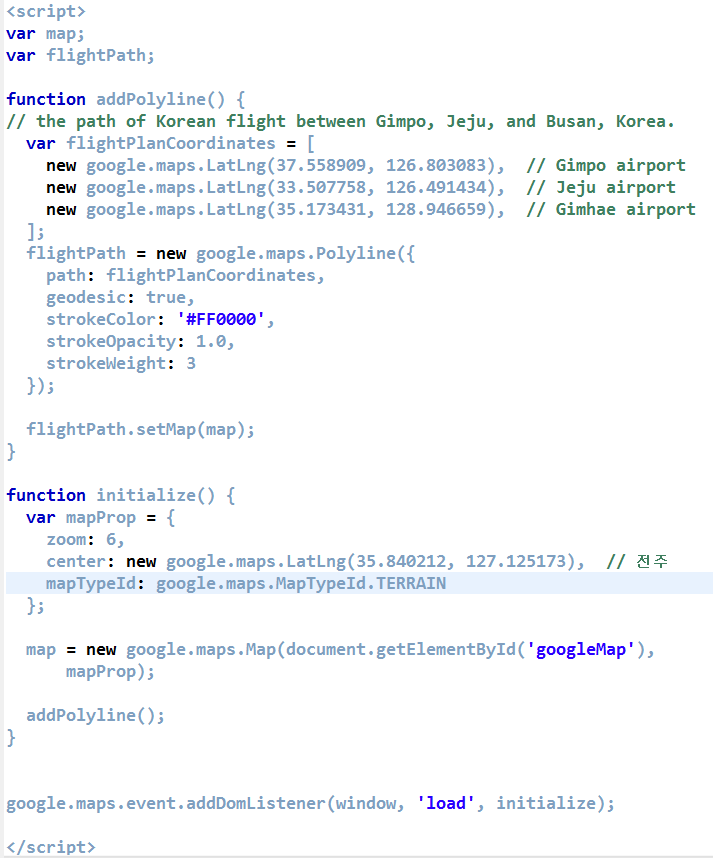 <script>
var map;
var flightPath;

function addPolyline() {
// the path of Korean flight between Gimpo, Jeju, and Busan, Korea.
  var flightPlanCoordinates = [
    new google.maps.LatLng(37.558909, 126.803083),  // Gimpo airport
    new google.maps.LatLng(33.507758, 126.491434),  // Jeju airport
    new google.maps.LatLng(35.173431, 128.946659),  // Gimhae airport
  ];
  flightPath = new google.maps.Polyline({
    path: flightPlanCoordinates,
    geodesic: true,
    strokeColor: '#FF0000',
    strokeOpacity: 1.0,
    strokeWeight: 3
  });

  flightPath.setMap(map);
}

function initialize() {
  var mapProp = {
    zoom: 6,
    center: new google.maps.LatLng(35.840212, 127.125173),  // 전주
    mapTypeId: google.maps.MapTypeId.TERRAIN
  };

  map = new google.maps.Map(document.getElementById('googleMap'),
      mapProp);

  addPolyline();
}


google.maps.event.addDomListener(window, 'load', initialize);

</script>